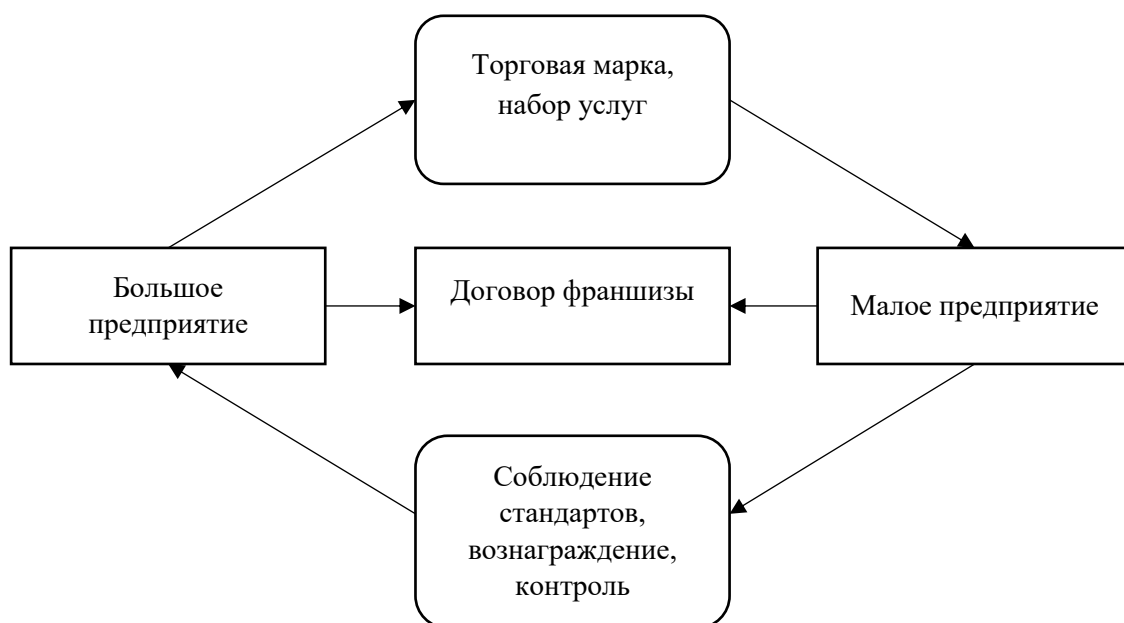 Торговая марка,
набор услуг
Большое
предприятие
Договор франшизы
Малое предприятие
Соблюдение
стандартов,
вознаграждение,
контроль